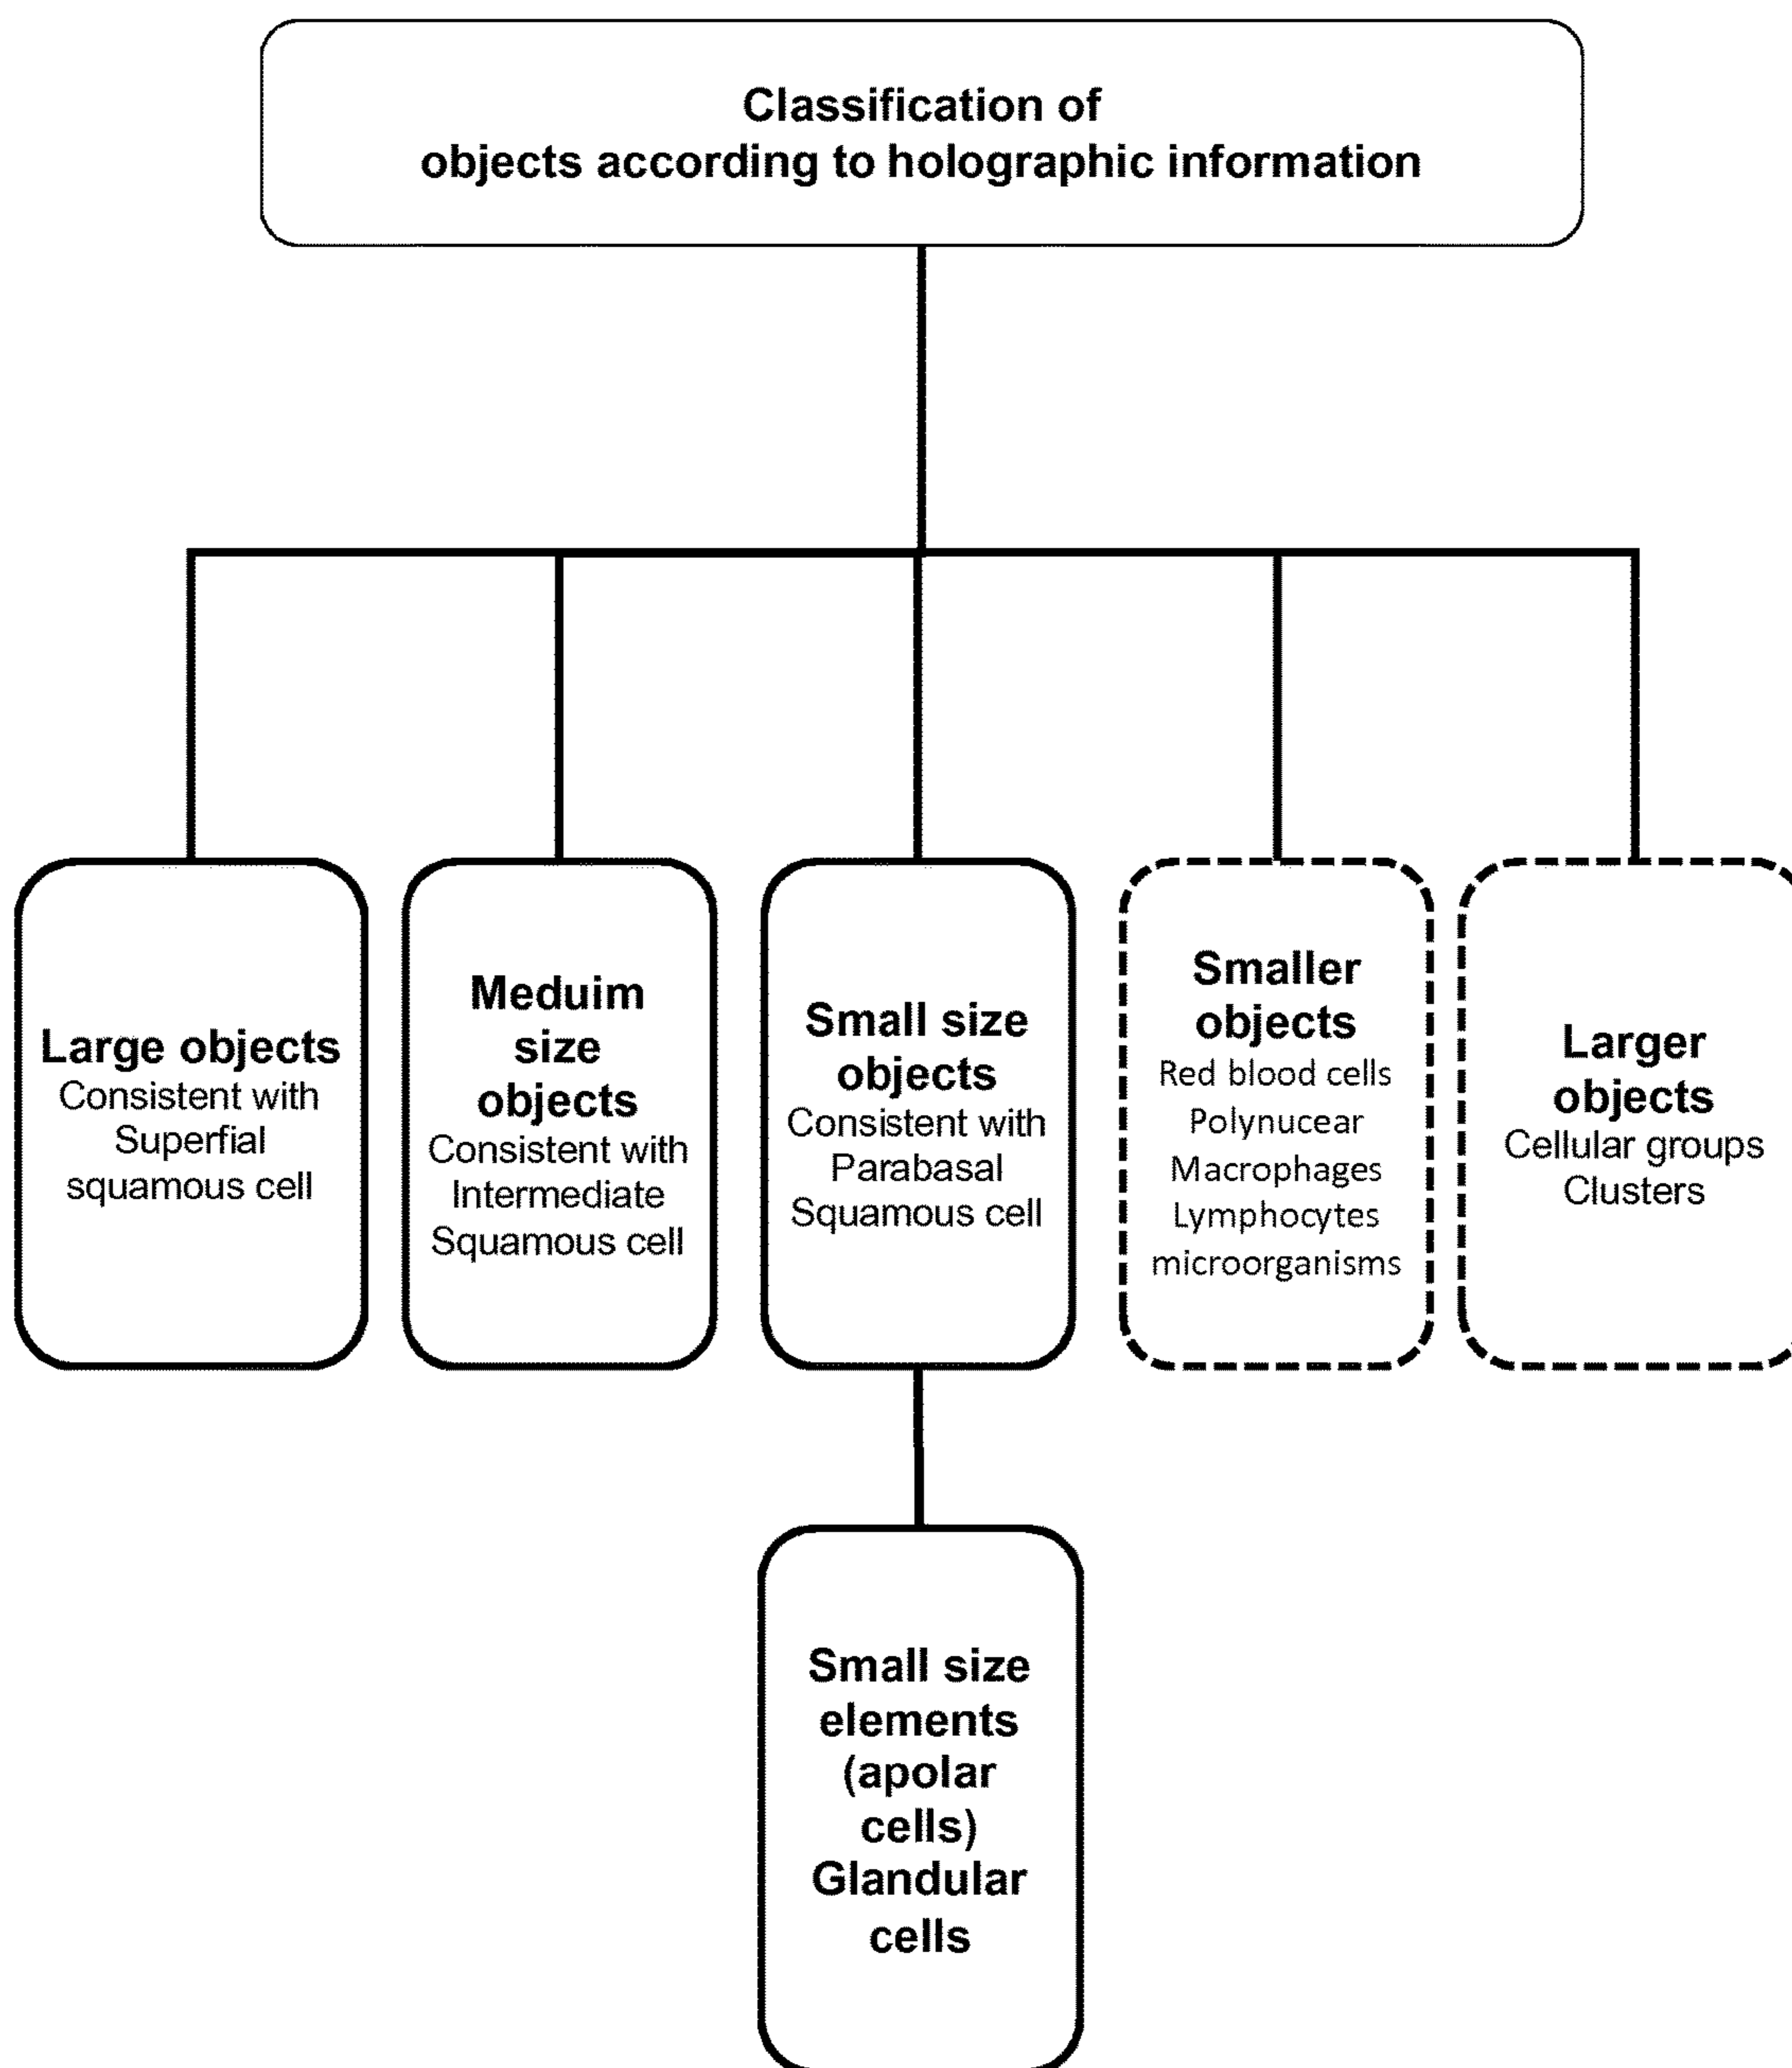 Classification of
objects according to holographic information
Large objects
Consistent with
Superfial
squamous cell
Meduim
size
objects
Consistent with
Intermediate
Squamous cell
Small size
objects
Consistent with
Parabasal
Squamous cell
Smaller
objects
Red blood cells
Polynucear
Macrophages
Lymphocytes
microorganisms
Larger
objects
Cellular groups
Clusters
Small size
elements
(apolar
cells)
Glandular
cells